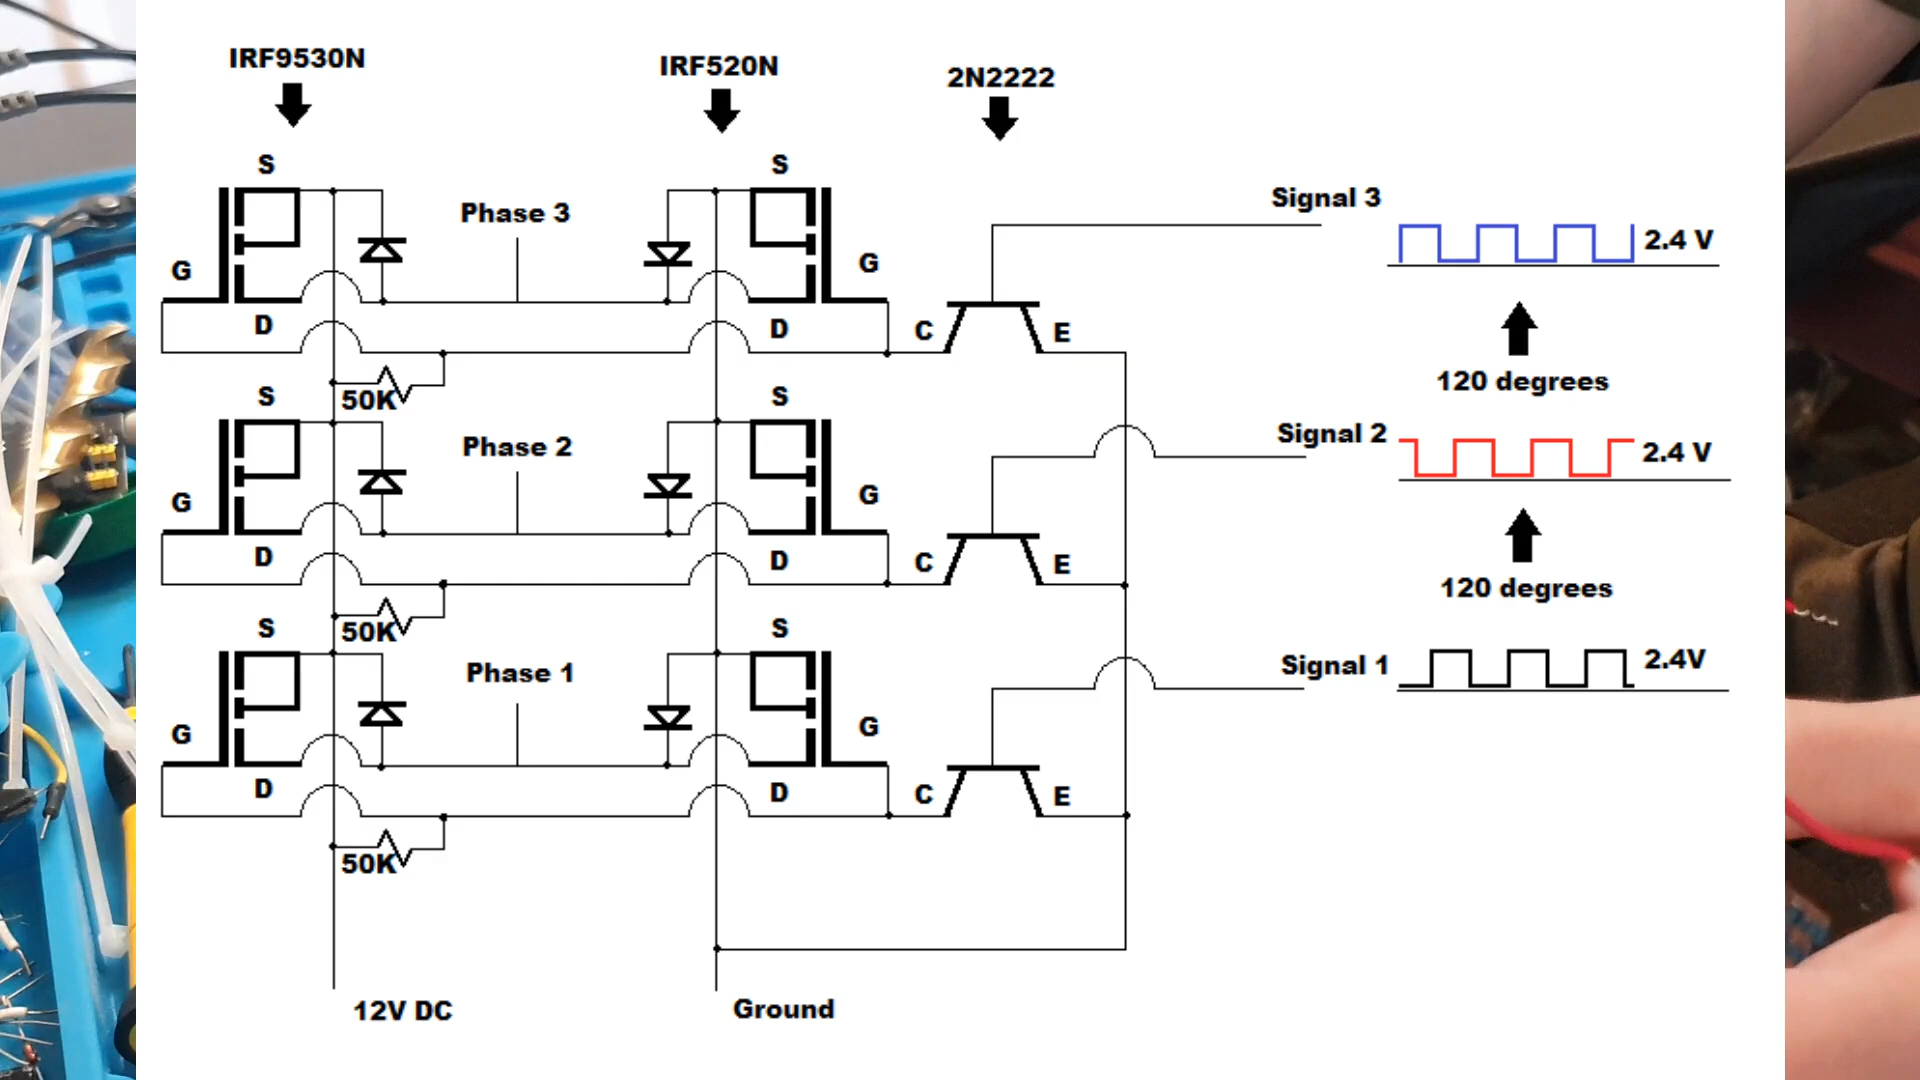 IRF9530N
IRF520N
2N2222
S
S
Signal 3
Phase 3
2.4 V
G
G
D
D
C
E
120 degrees
50K
S
S
Signal 2
Phase 2
2.4 V
G
G
D
D
C
E
120 degrees
50K
S
S
Signal 1
2.4V
Phase 1
G
G
D
D
C
E
50K
12V DC
Ground